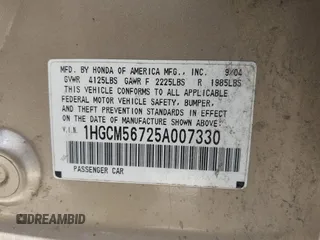 MFD. BY HONDA OF AMERICA MFG., INC. 9/04
GVWR 4125LBS GAWR F 2225LBS R 1985LBS
THIS VEHICLE CONFORMS TO ALL APPLICABLE
FEDERAL MOTOR VEHICLE SAFETY, BUMPER,
AND THEFT PREVENTION STANDARDS IN EFFECT
ON THE DATE OF MANUFACTURE SHOWN ABOVE.
V.I.N. 1HGCM56725A007330
PASSENGER CAR
DREAMBID